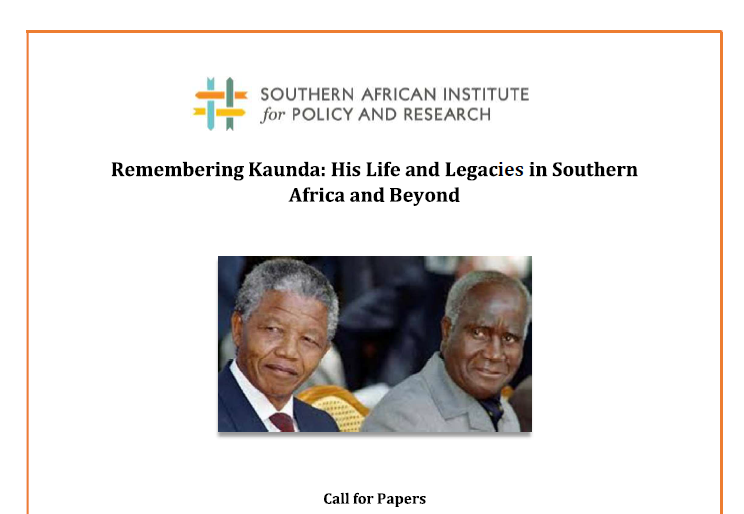 SOUTHERN AFRICAN INSTITUTE
for POLICY AND RESEARCH
Remembering Kaunda: His Life and Legacies in Southern
Africa and Beyond
Call for Papers